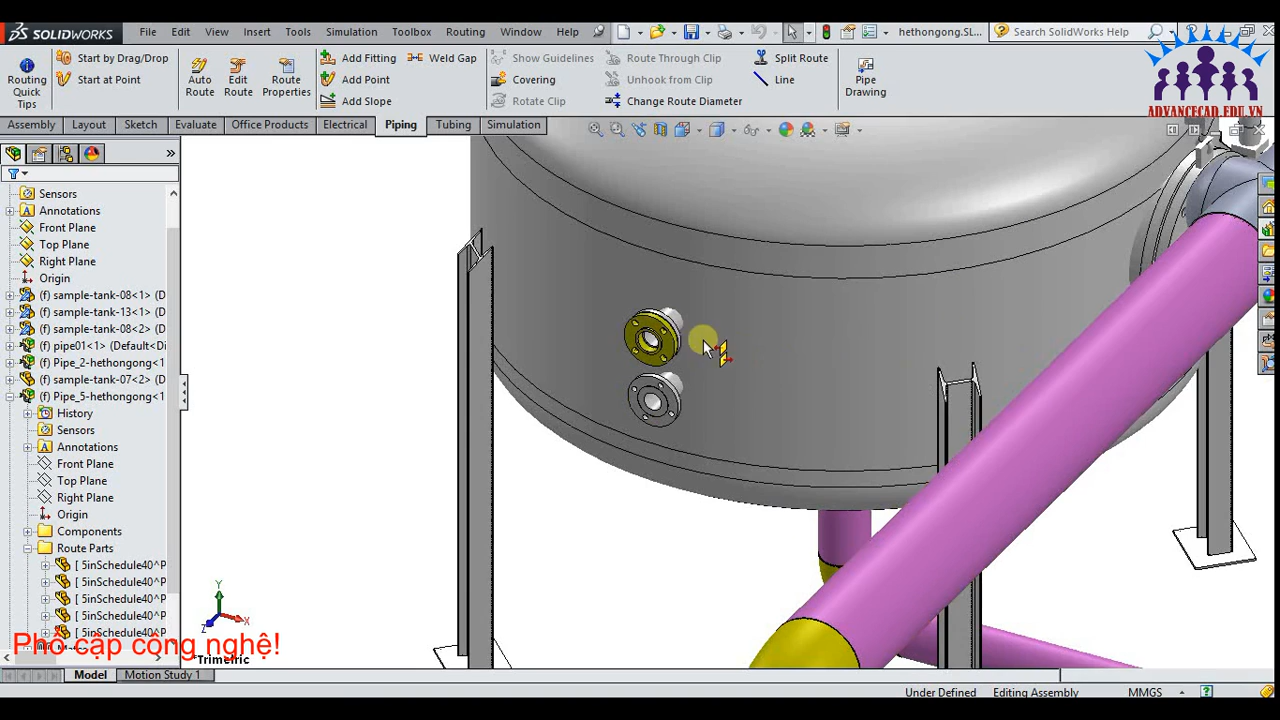 SOLIDWORKS File Edit View Insert Tools Simulation Toolbox Routing Window Help hethongong.SL... Search SolidWorks Help
Routing Quick Tips
Start by Drag/Drop
Start at Point
Auto Route
Edit Route
Route Properties
Add Fitting
Add Point
Add Slope
Weld Gap
Show Guidelines
Covering
Rotate Clip
Route Through Clip
Unhook from Clip
Change Route Diameter
Split Route
Line
Pipe Drawing
ADVANCECAD.EDU.VN
Assembly Layout Sketch Evaluate Office Products Electrical Piping Tubing Simulation
Sensors
Annotations
Front Plane
Top Plane
Right Plane
Origin
(f) sample-tank-08<1> (D
(f) sample-tank-13<1> (D
(f) sample-tank-08<2> (D
(f) pipe01<1> (Default<Di
(f) Pipe_2-hethongong<1
(f) sample-tank-07<2> (D
(f) Pipe_5-hethongong<1
History
Sensors
Annotations
Front Plane
Top Plane
Right Plane
Origin
Components
Route Parts
[ 5inSchedule40^P
[ 5inSchedule40^P
[ 5inSchedule40^P
[ 5inSchedule40^P
[ 5inSchedule40^P
Y
X
Z
Phổ cập công nghệ!
*Trimetric
Model Motion Study 1
Under Defined Editing Assembly MMGS